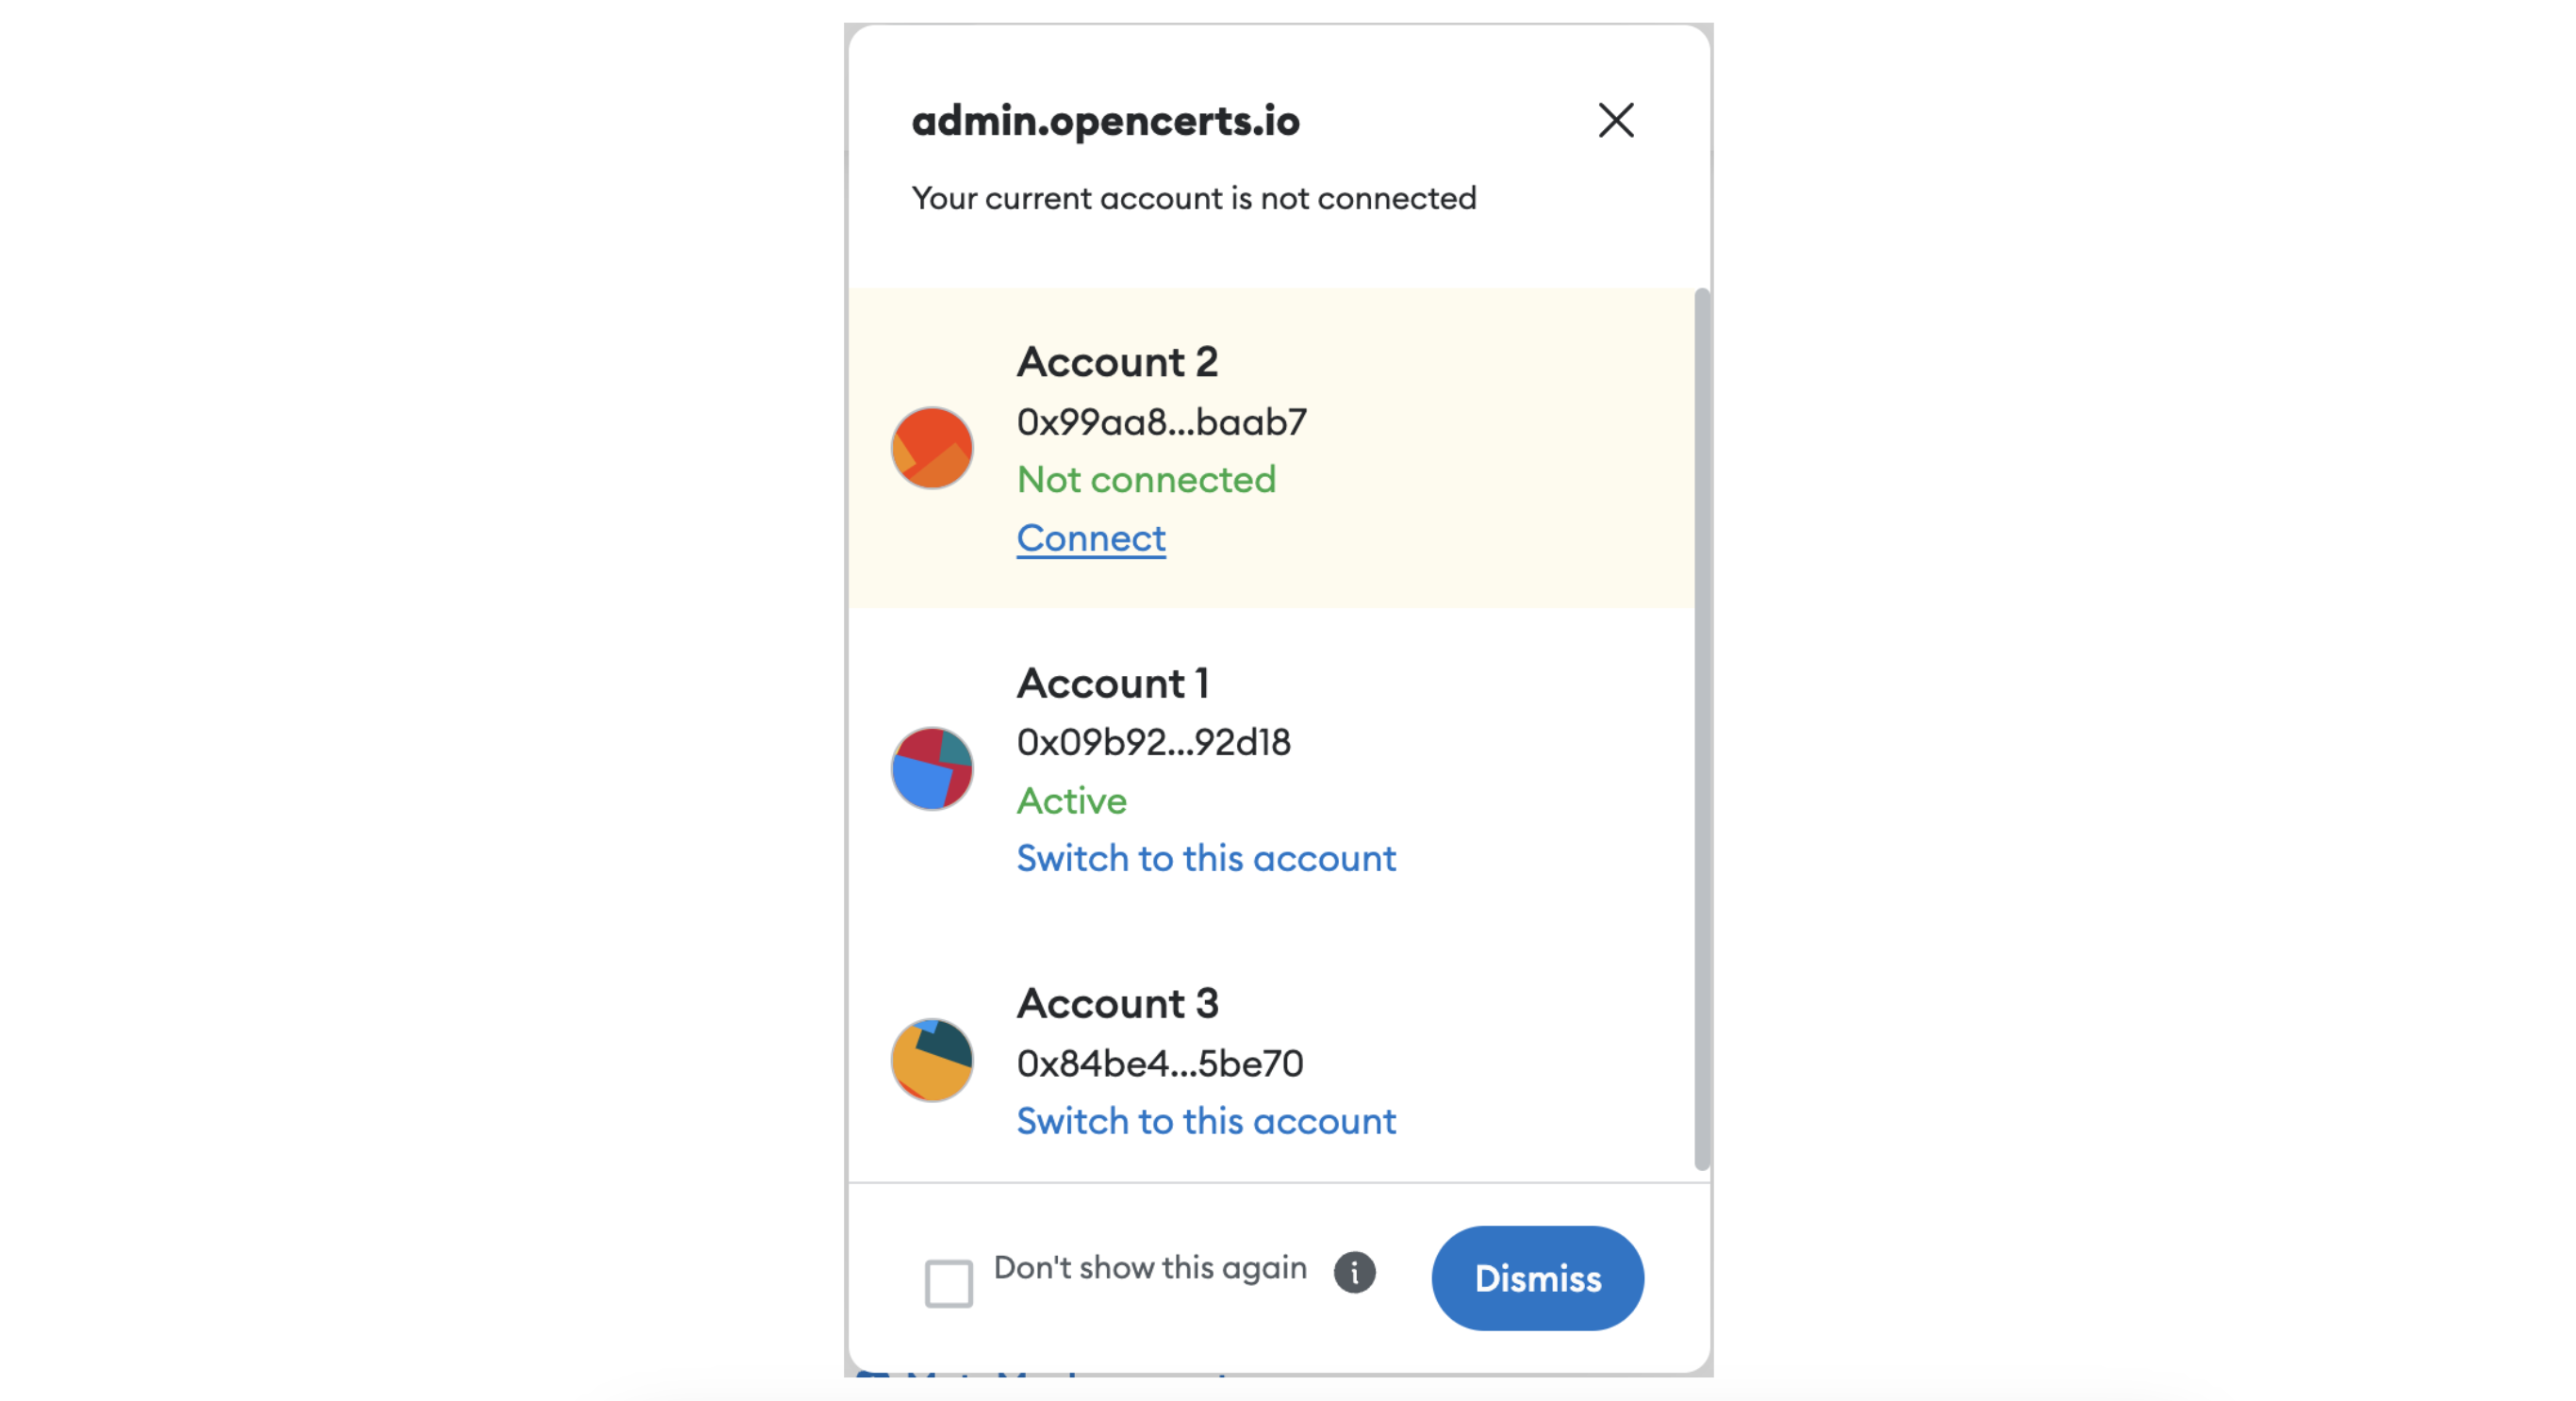 admin.opencerts.io
Your current account is not connected
Account 2
0x99aa8...baab7
Not connected
Connect
Account 1
0x09b92...92d18
Active
Switch to this account
Account 3
0x84be4...5be70
Switch to this account
Don't show this again
Dismiss